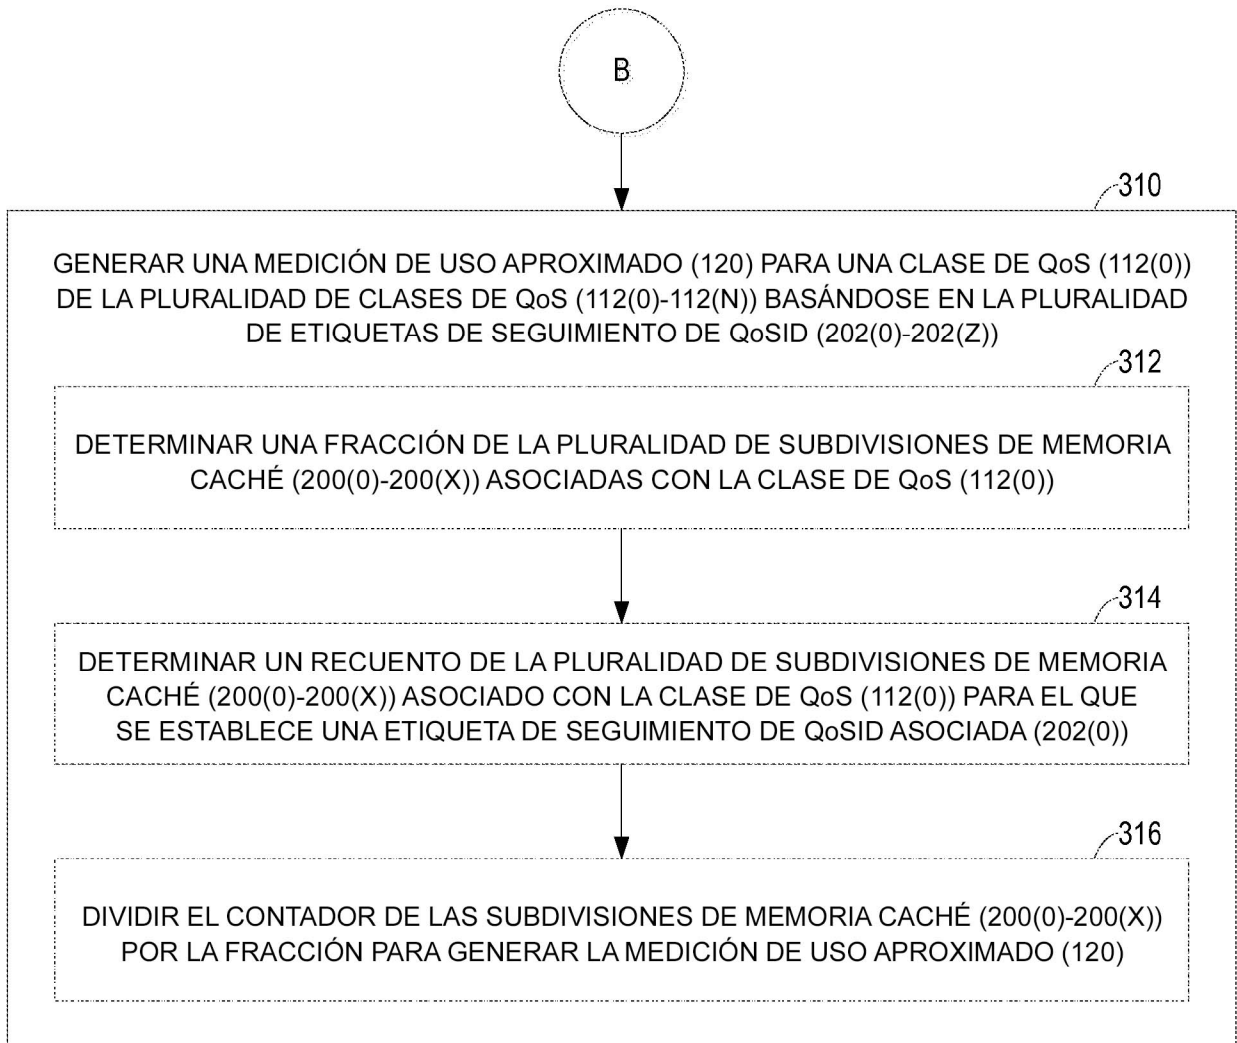 B
310
GENERAR UNA MEDICIÓN DE USO APROXIMADO (120) PARA UNA CLASE DE QoS (112(0))
DE LA PLURALIDAD DE CLASES DE QoS (112(0)-112(N)) BASÁNDOSE EN LA PLURALIDAD
DE ETIQUETAS DE SEGUIMIENTO DE QoSID (202(0)-202(Z))
312
DETERMINAR UNA FRACCIÓN DE LA PLURALIDAD DE SUBDIVISIONES DE MEMORIA
CACHÉ (200(0)-200(X)) ASOCIADAS CON LA CLASE DE QoS (112(0))
314
DETERMINAR UN RECUENTO DE LA PLURALIDAD DE SUBDIVISIONES DE MEMORIA
CACHÉ (200(0)-200(X)) ASOCIADO CON LA CLASE DE QoS (112(0)) PARA EL QUE
SE ESTABLECE UNA ETIQUETA DE SEGUIMIENTO DE QoSID ASOCIADA (202(0))
316
DIVIDIR EL CONTADOR DE LAS SUBDIVISIONES DE MEMORIA CACHÉ (200(0)-200(X))
POR LA FRACCIÓN PARA GENERAR LA MEDICIÓN DE USO APROXIMADO (120)